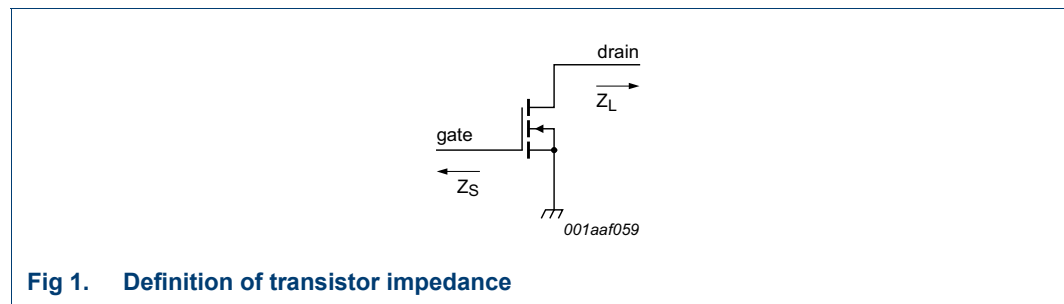 drain
Z_L
gate
Z_S
001aaf059
Fig 1. Definition of transistor impedance